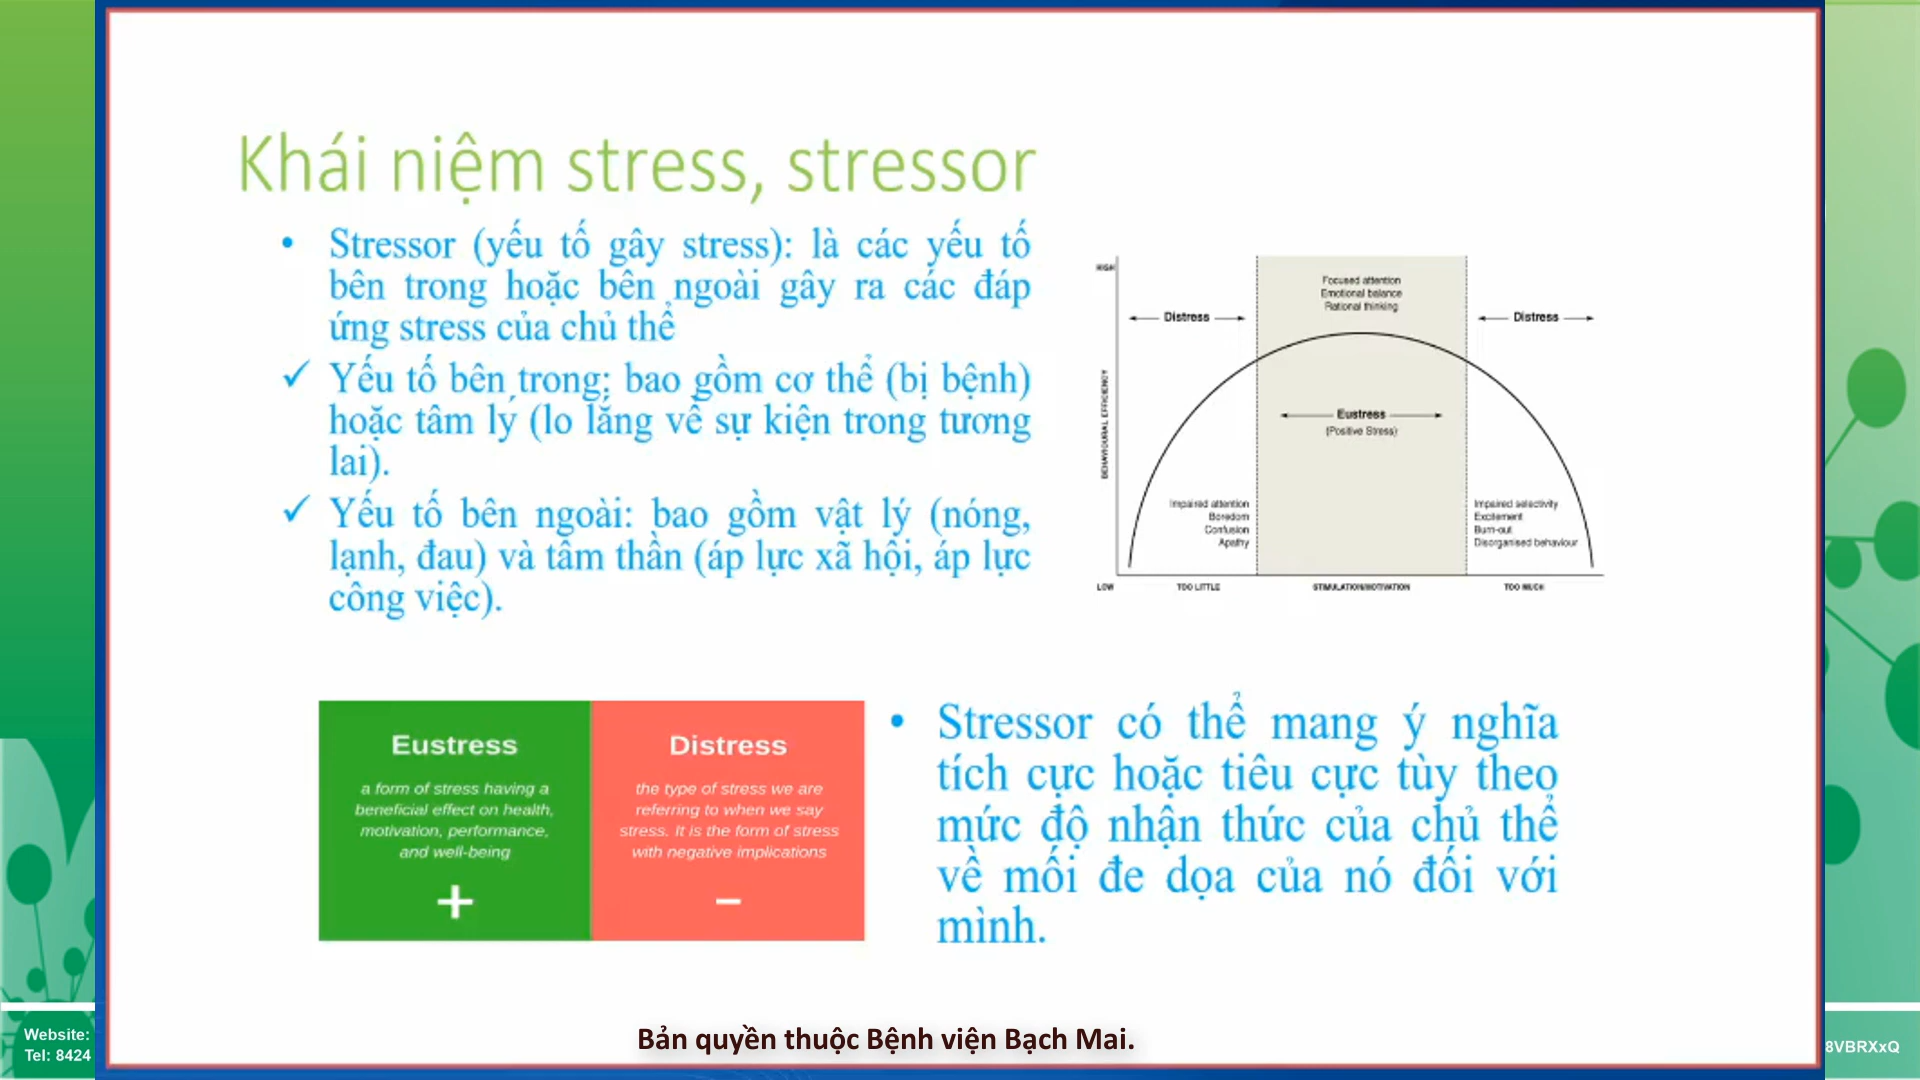 Khái niệm stress, stressor
• Stressor (yếu tố gây stress): là các yếu tố
bên trong hoặc bên ngoài gây ra các đáp
ứng stress của chủ thể
✓ Yếu tố bên trong: bao gồm cơ thể (bị bệnh)
hoặc tâm lý (lo lắng về sự kiện trong tương
lai).
✓ Yếu tố bên ngoài: bao gồm vật lý (nóng,
lạnh, đau) và tâm thần (áp lực xã hội, áp lực
công việc).
HIGH
Focused attention
Emotional balance
Rational thinking
Distress
Distress
BEHAVIOURAL EFFICIENCY
Eustress
(Positive Stress)
Impaired attention
Boredom
Confusion
Apathy
Impaired selectivity
Excitement
Burn-out
Disorganised behaviour
LOW
TOO LITTLE
STIMULATION/MOTIVATION
TOO MUCH
Eustress
a form of stress having a
beneficial effect on health,
motivation, performance,
and well-being
+
Distress
the type of stress we are
referring to when we say
stress. It is the form of stress
with negative implications
–
• Stressor có thể mang ý nghĩa
tích cực hoặc tiêu cực tùy theo
mức độ nhận thức của chủ thể
về mối đe dọa của nó đối với
mình.
Bản quyền thuộc Bệnh viện Bạch Mai.
Website:
Tel: 8424
8VBRXxQ